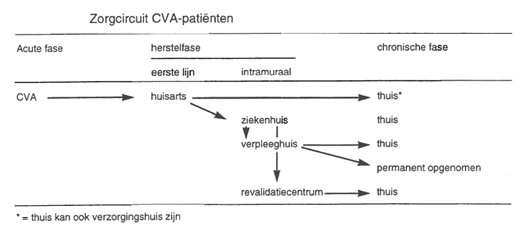 Zorgcircuit CVA-patiënten
Acute fase herstelfase chronische fase
eerste lijn intramuraal
CVA huisarts thuis*
ziekenhuis thuis
verpleeghuis thuis
permanent opgenomen
revalidatiecentrum thuis
* = thuis kan ook verzorgingshuis zijn